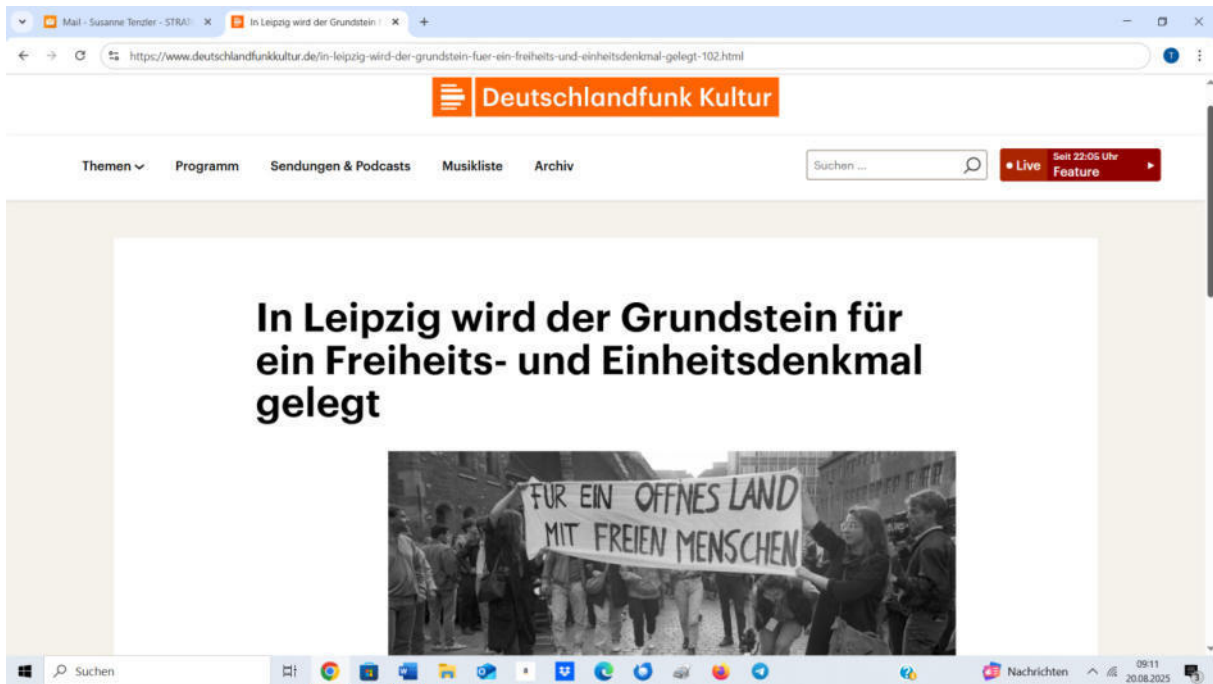 Mail - Susanne Tenzler - STRAT
In Leipzig wird der Grundstein f
https://www.deutschlandfunkkultur.de/in-leipzig-wird-der-grundstein-fuer-ein-freiheits-und-einheitsdenkmal-gelegt-102.html
T
Deutschlandfunk Kultur
Themen Programm Sendungen & Podcasts Musikliste Archiv
Suchen ...
Live
Seit 22:05 Uhr
Feature
In Leipzig wird der Grundstein für
ein Freiheits- und Einheitsdenkmal
gelegt
FÜR EIN OFFNES LAND
MIT FREIEN MENSCHEN
Suchen
Nachrichten
09:11
20.08.2025